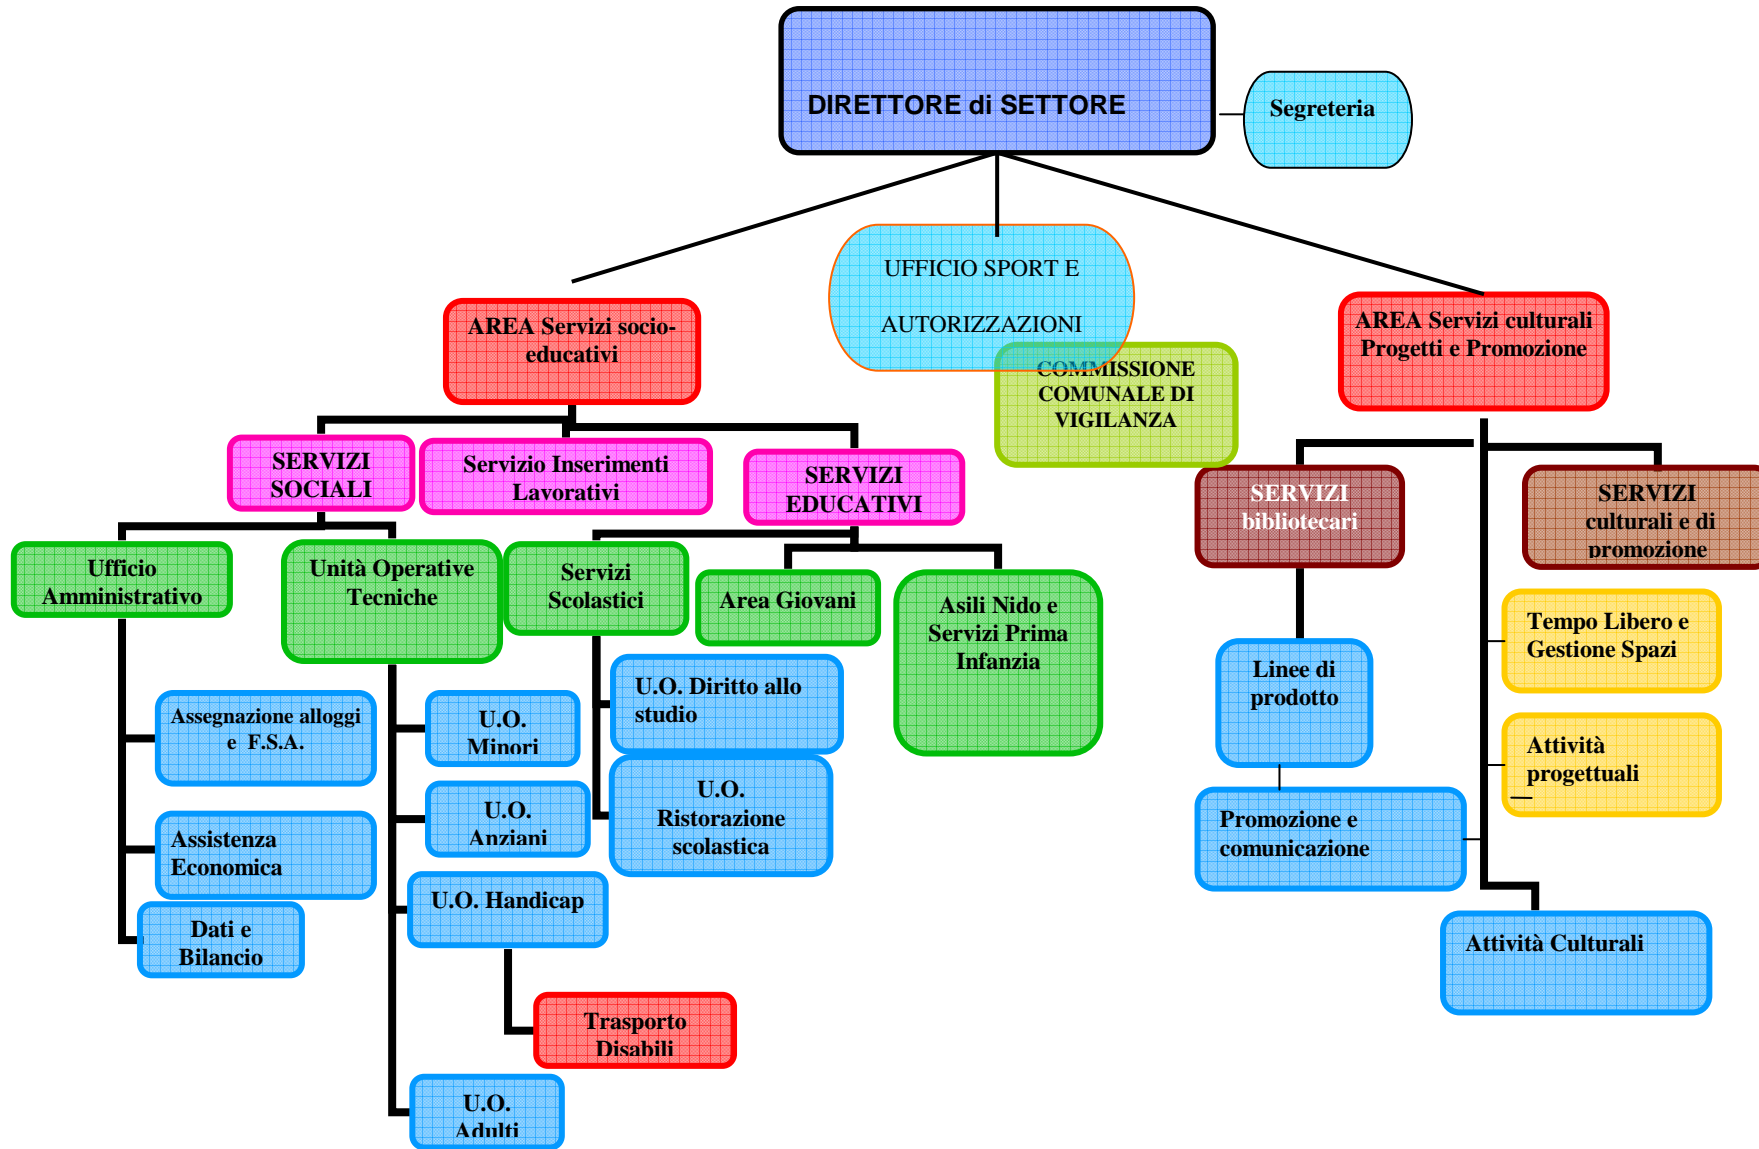 DIRETTORE di SETTORE
Segreteria
UFFICIO SPORT E
AUTORIZZAZIONI
COMMISSIONE
COMUNALE DI
VIGILANZA
AREA Servizi socio-
educativi
AREA Servizi culturali
Progetti e Promozione
SERVIZI
SOCIALI
Servizio Inserimenti
Lavorativi
SERVIZI
EDUCATIVI
SERVIZI
bibliotecari
SERVIZI
culturali e di
promozione
Ufficio
Amministrativo
Unità Operative
Tecniche
Servizi
Scolastici
Area Giovani
Asili Nido e
Servizi Prima
Infanzia
Tempo Libero e
Gestione Spazi
Linee di
prodotto
Attività
progettuali
Promozione e
comunicazione
Attività Culturali
Assegnazione alloggi
e F.S.A.
Assistenza
Economica
Dati e
Bilancio
U.O.
Minori
U.O.
Anziani
U.O. Handicap
Trasporto
Disabili
U.O.
Adulti
U.O. Diritto allo
studio
U.O.
Ristorazione
scolastica